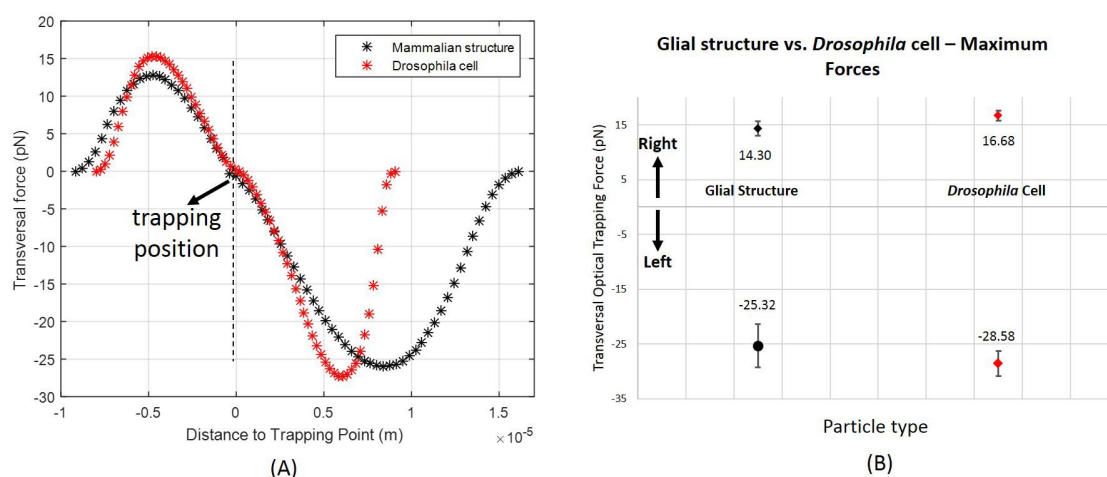 20
15
10
5
0
-5
-10
-15
-20
-25
-30
Transversal force (pN)
Mammalian structure
Drosophila cell
trapping
position
-1
-0.5
0
0.5
1
1.5
× 10⁻⁵
Distance to Trapping Point (m)
(A)
Glial structure vs. Drosophila cell – Maximum
Forces
Transversal Optical Trapping Force (pN)
15
5
-5
-15
-25
-35
Right
Left
14.30
16.68
Glial Structure
Drosophila Cell
-25.32
-28.58
Particle type
(B)